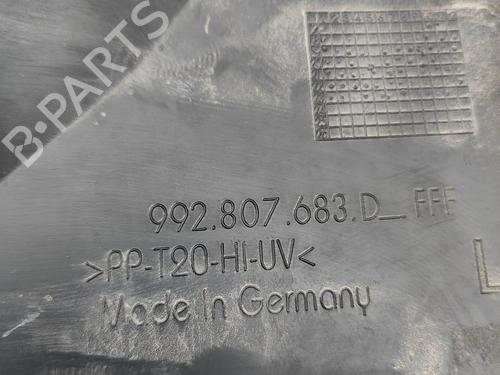 B-PARTS
992.807.683.D_ FFF
>PP-T20-HI-UV<
L
Made In Germany